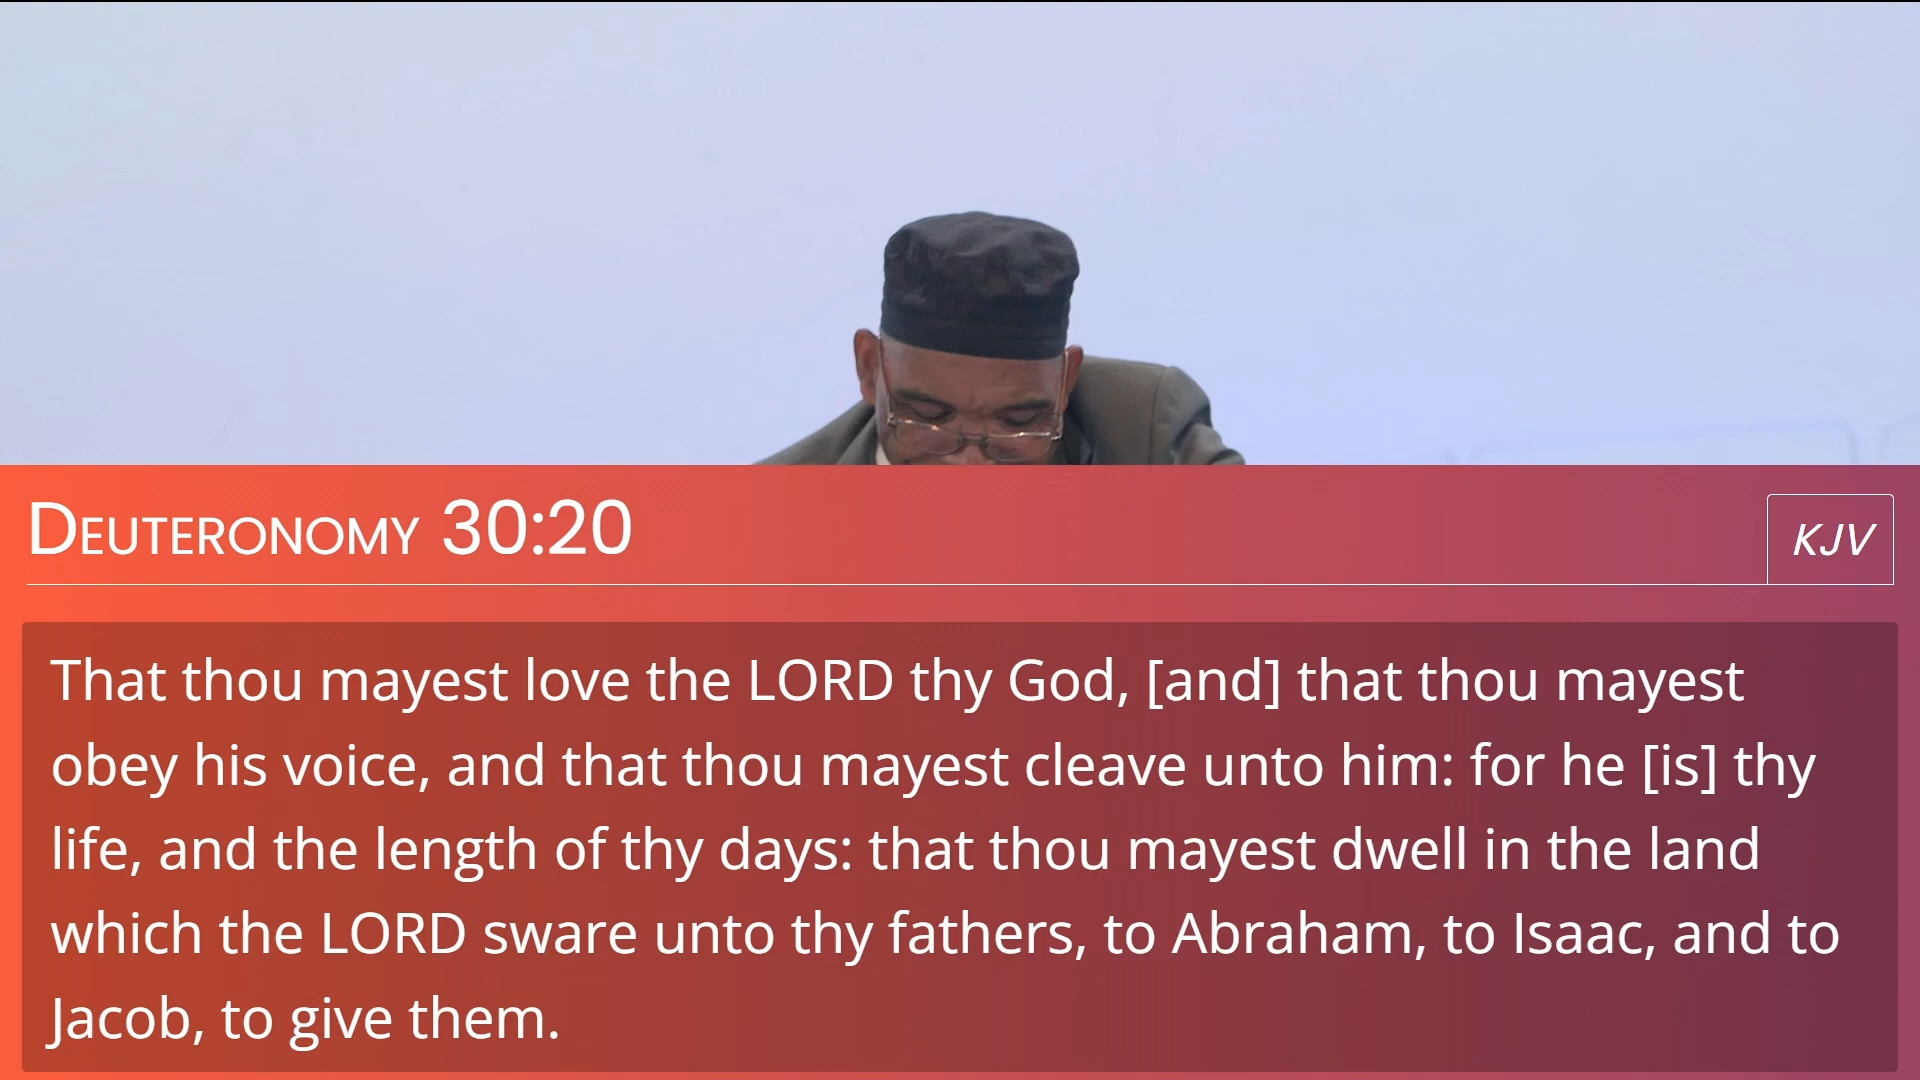 Deuteronomy 30:20
KJV
That thou mayest love the LORD thy God, [and] that thou mayest
obey his voice, and that thou mayest cleave unto him: for he [is] thy
life, and the length of thy days: that thou mayest dwell in the land
which the LORD sware unto thy fathers, to Abraham, to Isaac, and to
Jacob, to give them.